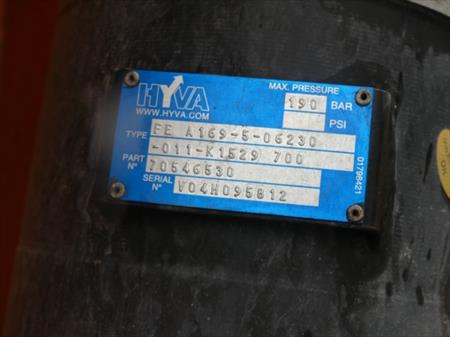 HYVA
WWW.HYVA.COM
MAX. PRESSURE
190 BAR
PSI
TYPE FE A169-5-06230
-011-K1529 700
PART N° 70546530
SERIAL N° V04H095812
01798421